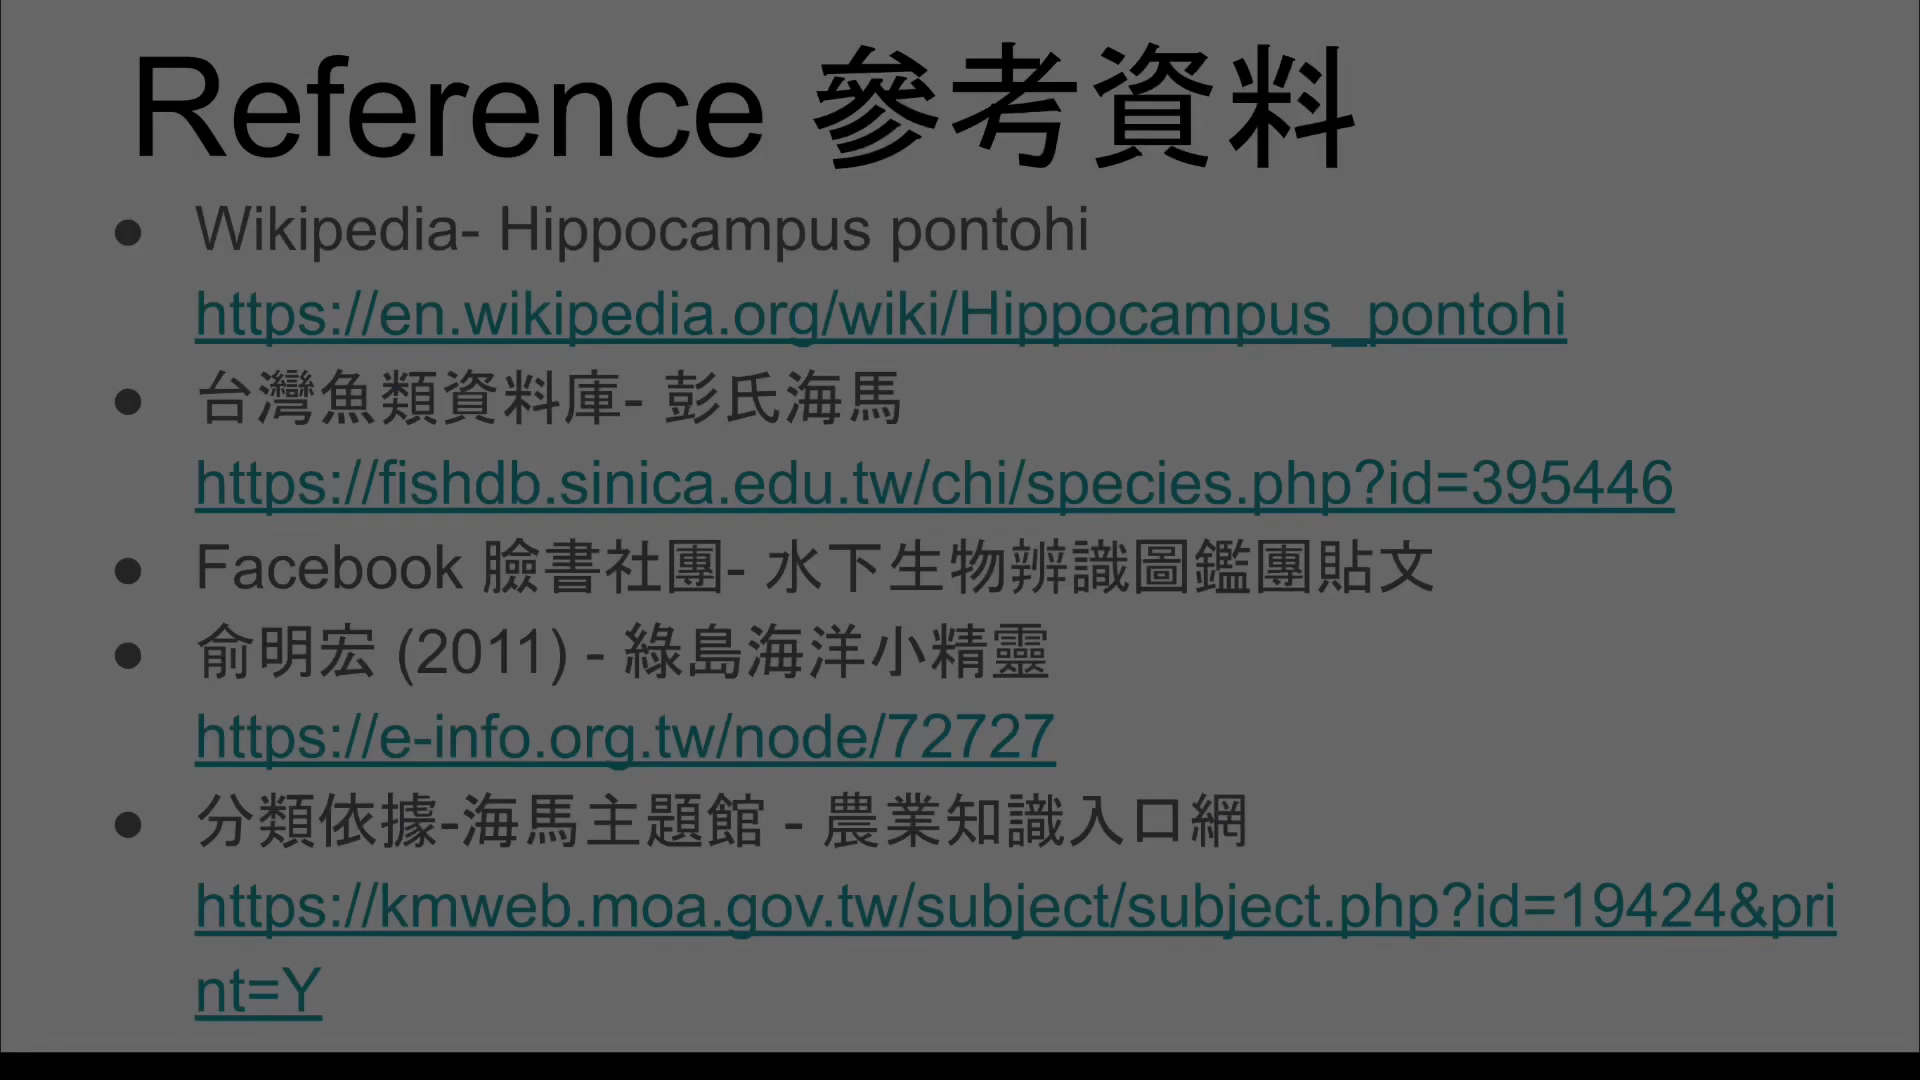 Reference 參考資料
● Wikipedia- Hippocampus pontohi
https://en.wikipedia.org/wiki/Hippocampus_pontohi
● 台灣魚類資料庫- 彭氏海馬
https://fishdb.sinica.edu.tw/chi/species.php?id=395446
● Facebook 臉書社團- 水下生物辨識圖鑑團貼文
● 俞明宏 (2011) - 綠島海洋小精靈
https://e-info.org.tw/node/72727
● 分類依據-海馬主題館 - 農業知識入口網
https://kmweb.moa.gov.tw/subject/subject.php?id=19424&pri
nt=Y